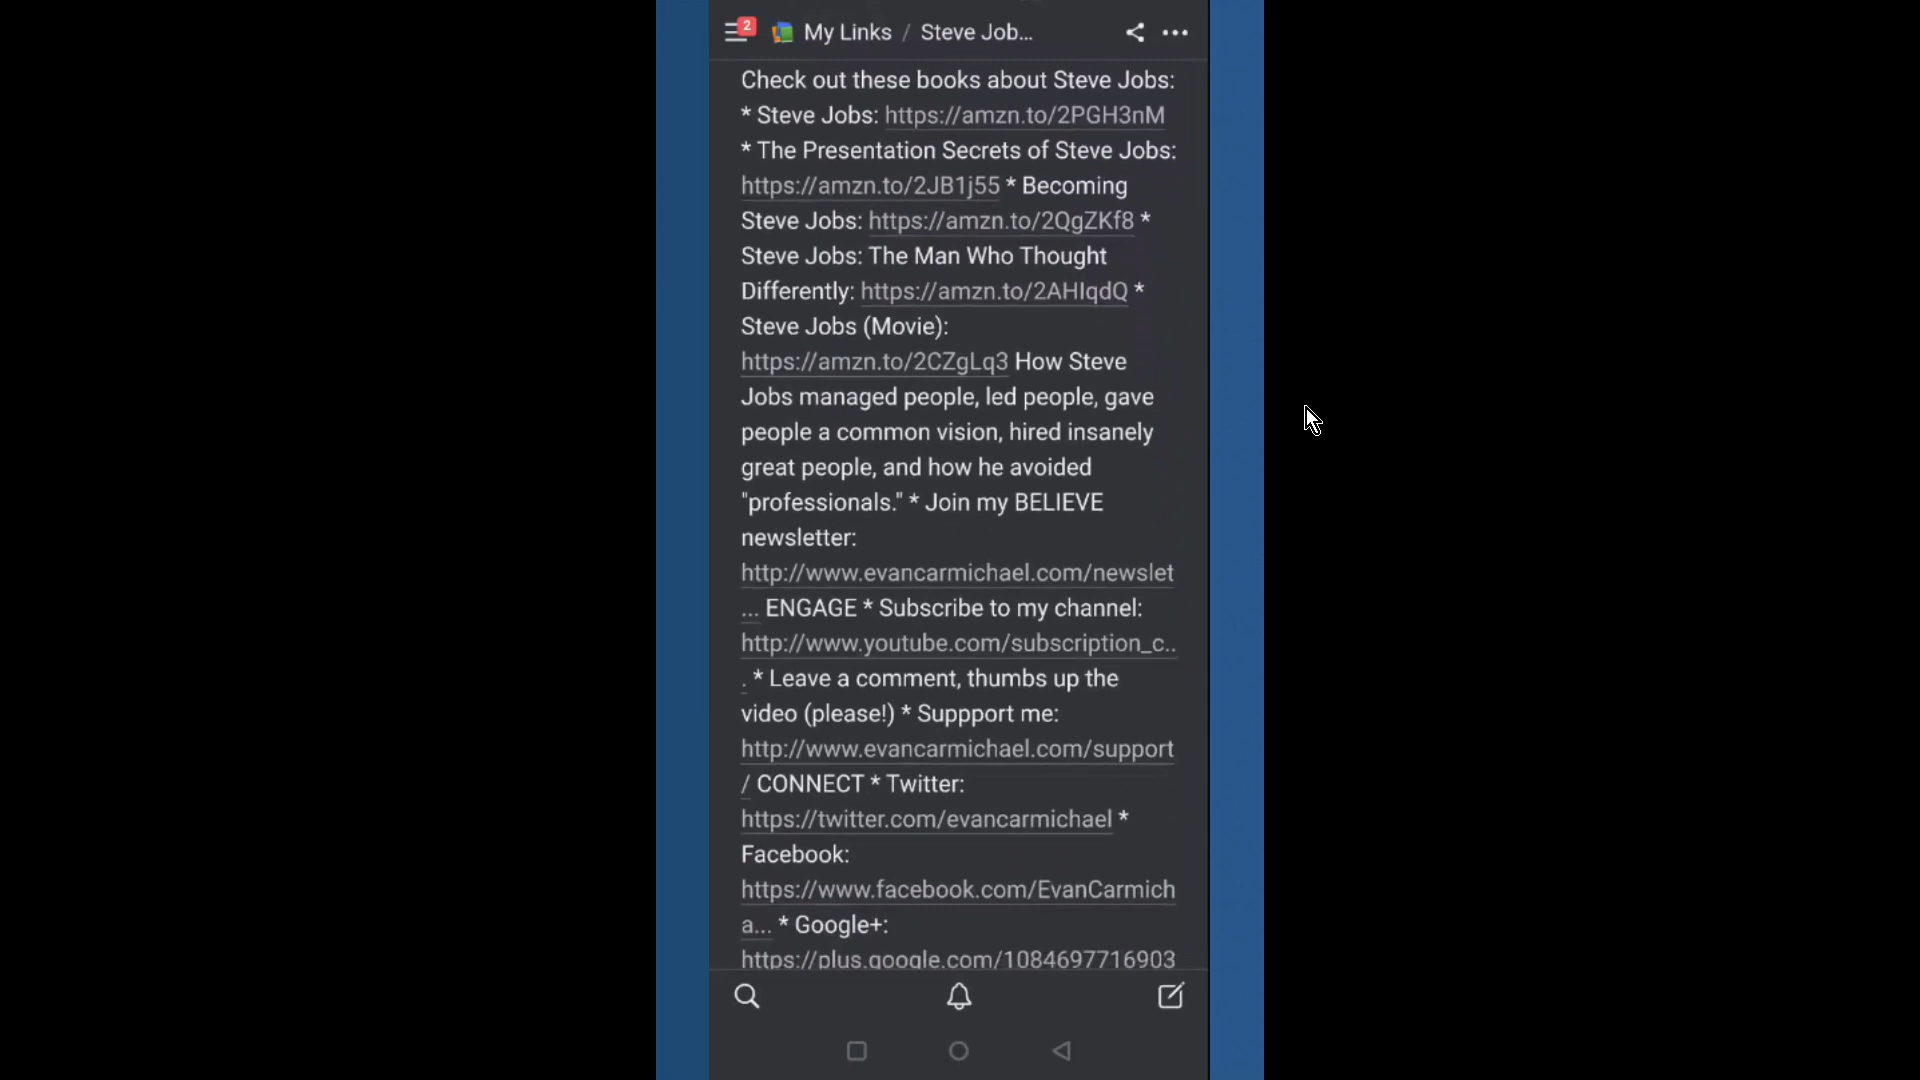 2
My Links / Steve Job...
Check out these books about Steve Jobs:
* Steve Jobs: https://amzn.to/2PGH3nM
* The Presentation Secrets of Steve Jobs:
https://amzn.to/2JB1j55 * Becoming
Steve Jobs: https://amzn.to/2QgZKf8 *
Steve Jobs: The Man Who Thought
Differently: https://amzn.to/2AHIqdQ *
Steve Jobs (Movie):
https://amzn.to/2CZgLq3 How Steve
Jobs managed people, led people, gave
people a common vision, hired insanely
great people, and how he avoided
"professionals." * Join my BELIEVE
newsletter:
http://www.evancarmichael.com/newslet
... ENGAGE * Subscribe to my channel:
http://www.youtube.com/subscription_c..
. * Leave a comment, thumbs up the
video (please!) * Suppport me:
http://www.evancarmichael.com/support
/ CONNECT * Twitter:
https://twitter.com/evancarmichael *
Facebook:
https://www.facebook.com/EvanCarmich
a... * Google+:
https://plus.google.com/1084697716903